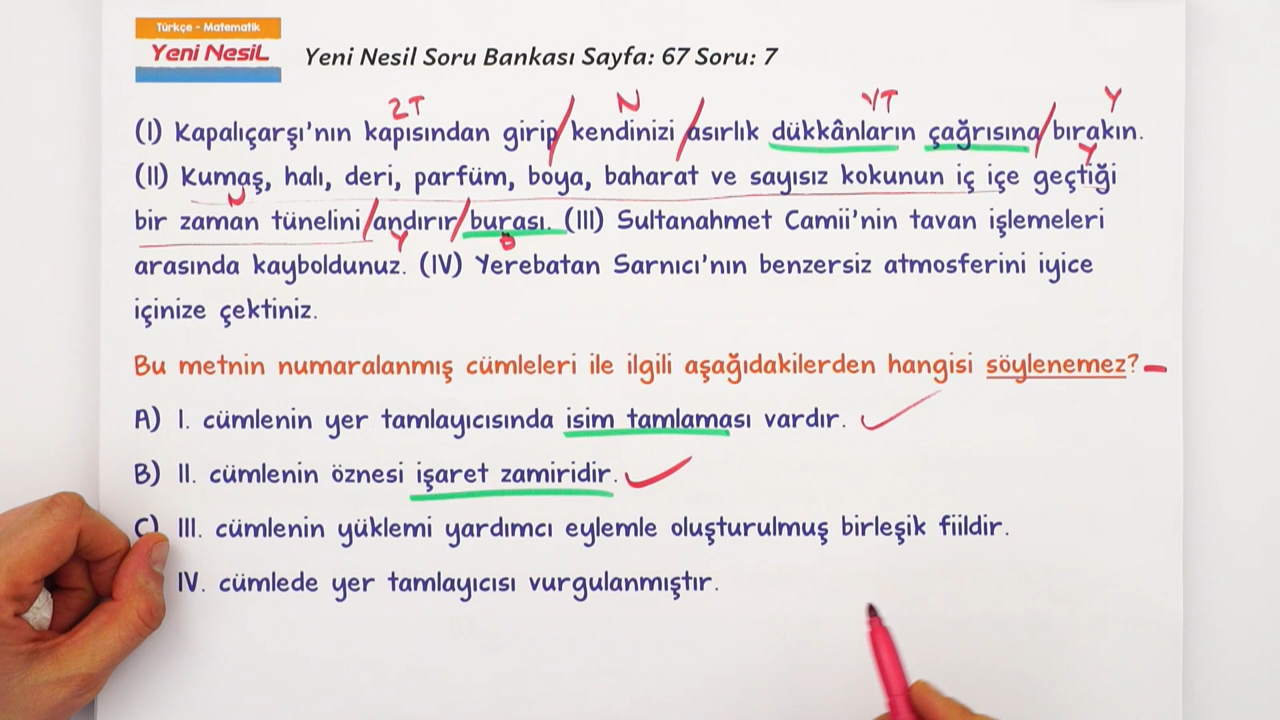 Türkçe - Matematik
Yeni Nesil
Yeni Nesil Soru Bankası Sayfa: 67 Soru: 7
ZT N YT Y
(I) Kapalıçarşı’nın kapısından girip/kendinizi/asırlık dükkânların çağrısına/bırakın.
Y
(II) Kumaş, halı, deri, parfüm, boya, baharat ve sayısız kokunun iç içe geçtiği
N
bir zaman tünelini/andırır/burası. (III) Sultanahmet Camii’nin tavan işlemeleri
Y Ö
arasında kayboldunuz. (IV) Yerebatan Sarnıcı’nın benzersiz atmosferini iyice
içinize çektiniz.
Bu metnin numaralanmış cümleleri ile ilgili aşağıdakilerden hangisi söylenemez? -
A) I. cümlenin yer tamlayıcısında isim tamlaması vardır.
B) II. cümlenin öznesi işaret zamiridir.
C) III. cümlenin yüklemi yardımcı eylemle oluşturulmuş birleşik fiildir.
IV. cümlede yer tamlayıcısı vurgulanmıştır.